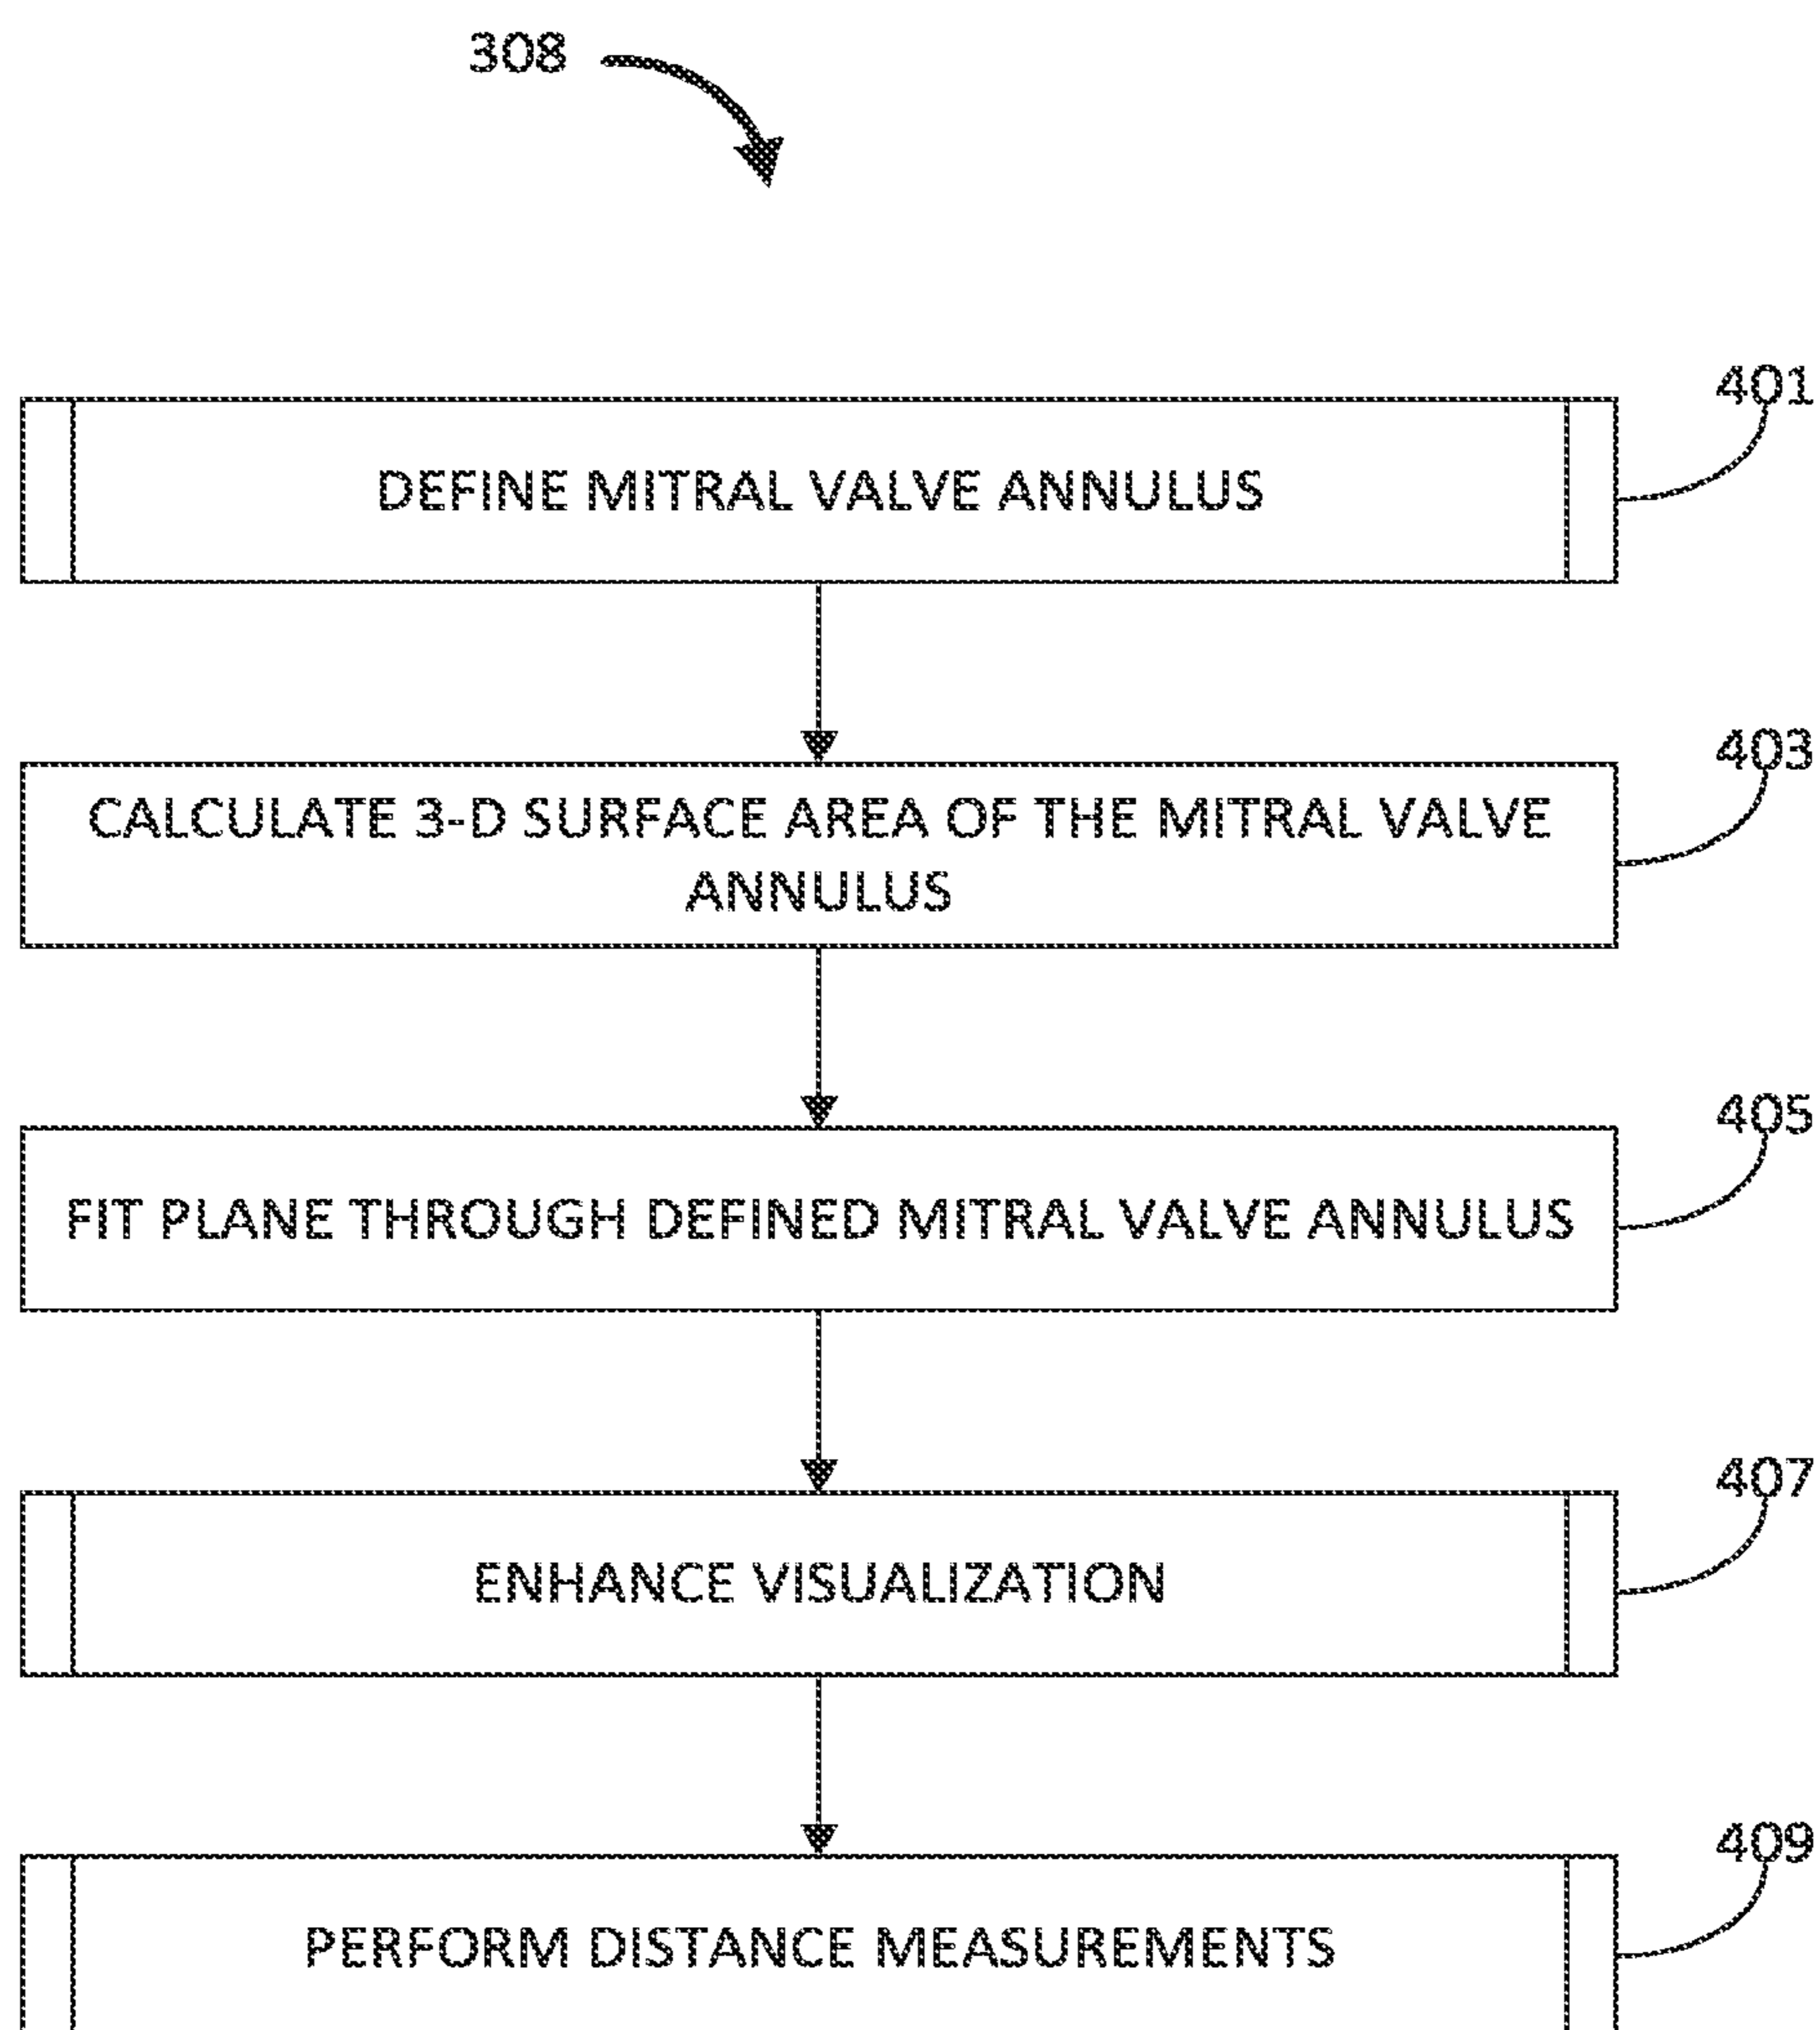 308
401
DEFINE MITRAL VALVE ANNULUS
403
CALCULATE 3-D SURFACE AREA OF THE MITRAL VALVE
ANNULUS
405
FIT PLANE THROUGH DEFINED MITRAL VALVE ANNULUS
407
ENHANCE VISUALIZATION
409
PERFORM DISTANCE MEASUREMENTS